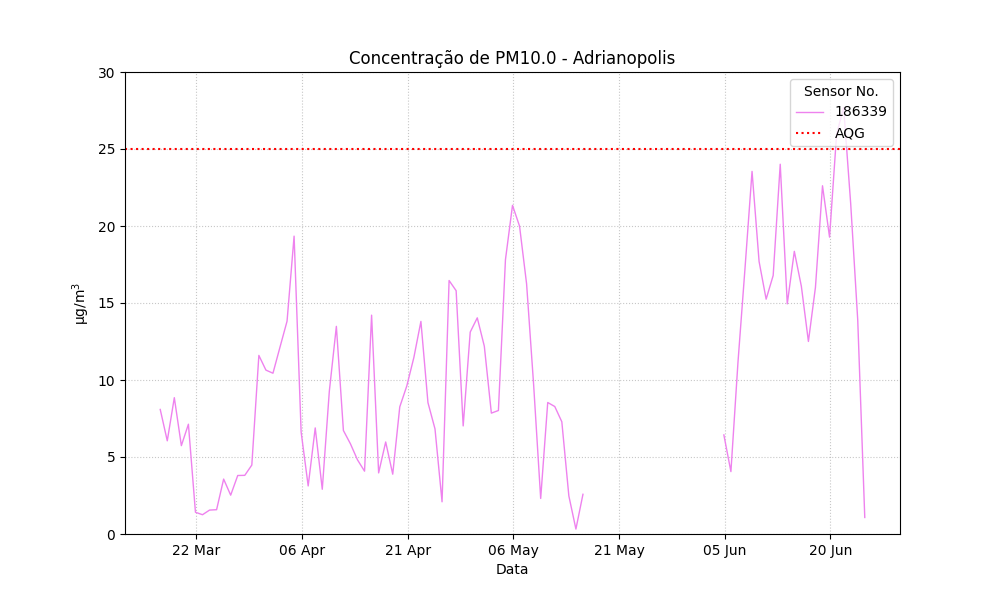 Concentração de PM10.0 - Adrianopolis
30
25
20
15
10
5
0
µg/m³
Sensor No.
186339
AQG
22 Mar
06 Apr
21 Apr
06 May
21 May
05 Jun
20 Jun
Data